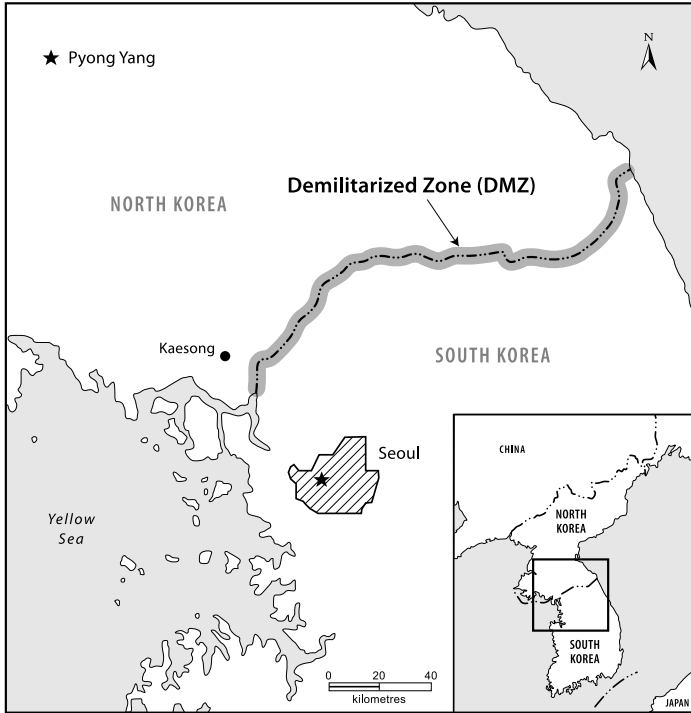 Pyong Yang
N
Demilitarized Zone (DMZ)
NORTH KOREA
Kaesong
SOUTH KOREA
Seoul
Yellow
Sea
0 20 40
kilometres
CHINA
NORTH
KOREA
SOUTH
KOREA
JAPAN